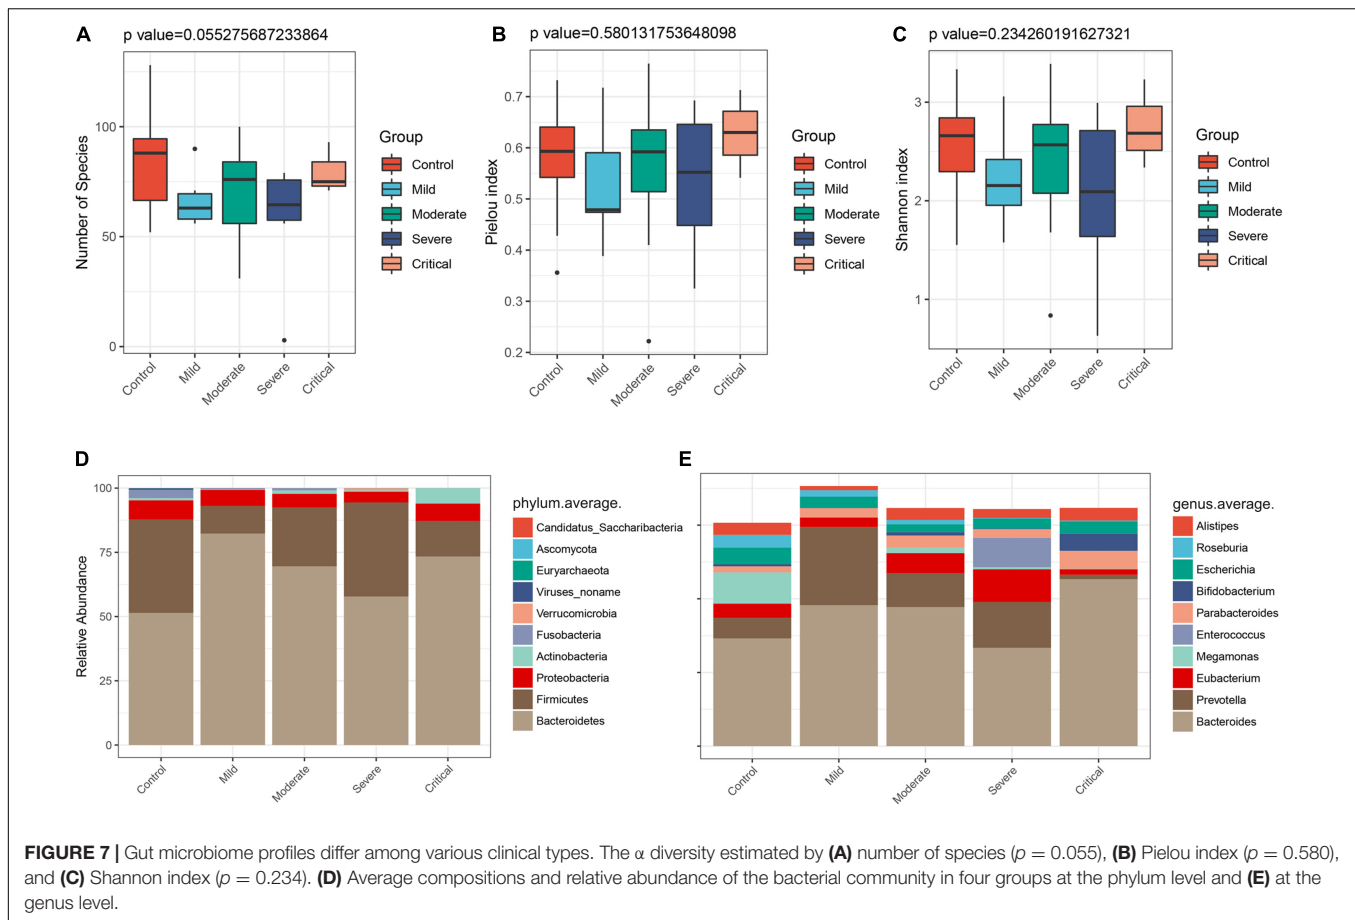 A
p value=0.055275687233864
Number of Species
100
50
0
Control
Mild
Moderate
Severe
Critical
Group
Control
Mild
Moderate
Severe
Critical
B
p value=0.580131753648098
Pielou index
0.7
0.6
0.5
0.4
0.3
0.2
Control
Mild
Moderate
Severe
Critical
Group
Control
Mild
Moderate
Severe
Critical
C
p value=0.234260191627321
Shannon index
3
2
1
Control
Mild
Moderate
Severe
Critical
Group
Control
Mild
Moderate
Severe
Critical
D
Relative Abundance
100
75
50
25
0
Control
Mild
Moderate
Severe
Critical
phylum.average.
Candidatus_Saccharibacteria
Ascomycota
Euryarchaeota
Viruses_noname
Verrucomicrobia
Fusobacteria
Actinobacteria
Proteobacteria
Firmicutes
Bacteroidetes
E
Control
Mild
Moderate
Severe
Critical
genus.average.
Alistipes
Roseburia
Escherichia
Bifidobacterium
Parabacteroides
Enterococcus
Megamonas
Eubacterium
Prevotella
Bacteroides
FIGURE 7 | Gut microbiome profiles differ among various clinical types. The α diversity estimated by (A) number of species (p = 0.055), (B) Pielou index (p = 0.580),
and (C) Shannon index (p = 0.234). (D) Average compositions and relative abundance of the bacterial community in four groups at the phylum level and (E) at the
genus level.